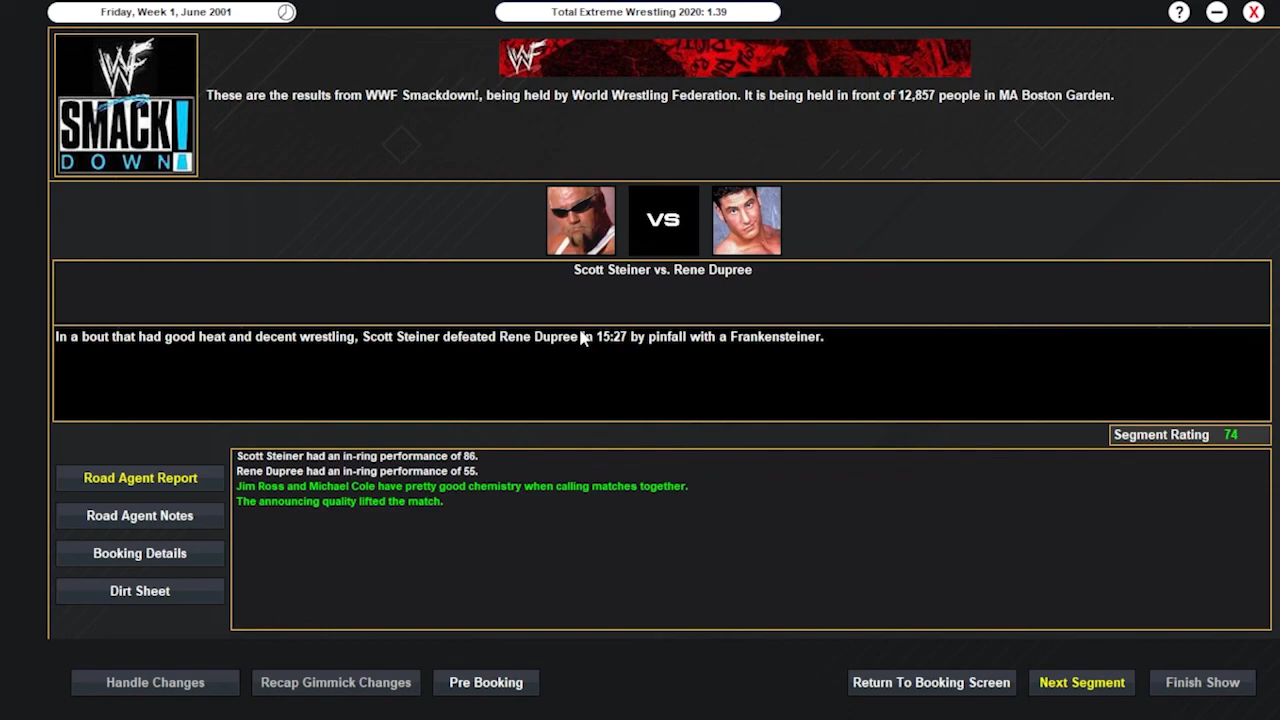 Friday, Week 1, June 2001
Total Extreme Wrestling 2020: 1.39
?
X
WF
SMACK!
DOWN
WF
These are the results from WWF Smackdown!, being held by World Wrestling Federation. It is being held in front of 12,857 people in MA Boston Garden.
VS
Scott Steiner vs. Rene Dupree
In a bout that had good heat and decent wrestling, Scott Steiner defeated Rene Dupree in 15:27 by pinfall with a Frankensteiner.
Segment Rating 74
Road Agent Report
Road Agent Notes
Booking Details
Dirt Sheet
Scott Steiner had an in-ring performance of 86.
Rene Dupree had an in-ring performance of 55.
Jim Ross and Michael Cole have pretty good chemistry when calling matches together.
The announcing quality lifted the match.
Handle Changes
Recap Gimmick Changes
Pre Booking
Return To Booking Screen
Next Segment
Finish Show